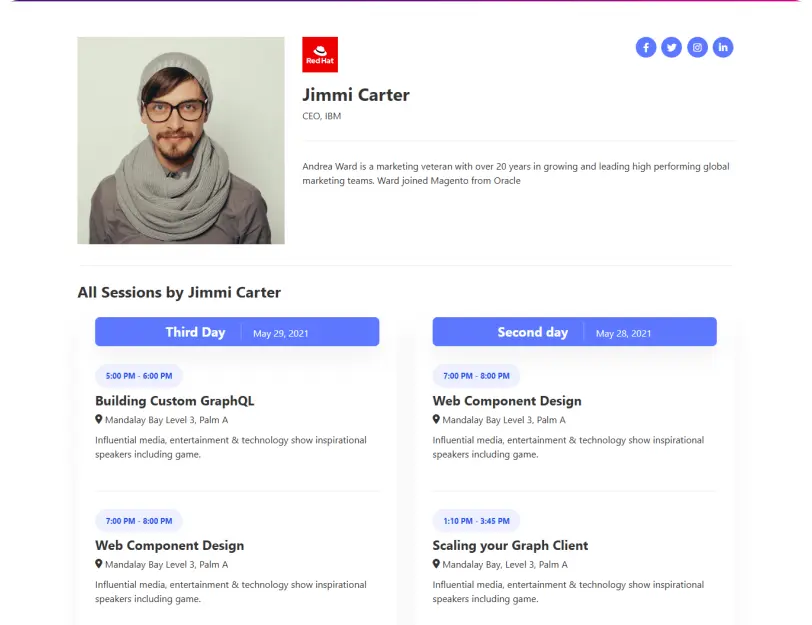 Red Hat
Jimmi Carter
CEO, IBM
Andrea Ward is a marketing veteran with over 20 years in growing and leading high performing global
marketing teams. Ward joined Magento from Oracle
All Sessions by Jimmi Carter
Third Day May 29, 2021
5:00 PM - 6:00 PM
Building Custom GraphQL
Mandalay Bay Level 3, Palm A
Influential media, entertainment & technology show inspirational
speakers including game.
7:00 PM - 8:00 PM
Web Component Design
Mandalay Bay Level 3, Palm A
Influential media, entertainment & technology show inspirational
speakers including game.
Second day May 28, 2021
7:00 PM - 8:00 PM
Web Component Design
Mandalay Bay Level 3, Palm A
Influential media, entertainment & technology show inspirational
speakers including game.
1:10 PM - 3:45 PM
Scaling your Graph Client
Mandalay Bay, Level 3, Palm A
Influential media, entertainment & technology show inspirational
speakers including game.